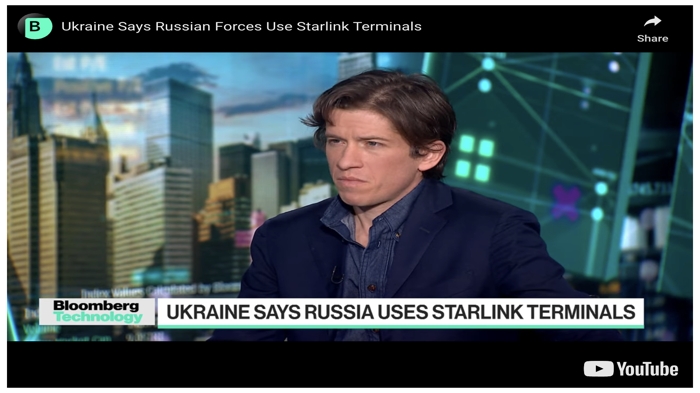 B
Ukraine Says Russian Forces Use Starlink Terminals
Share
Bloomberg
Technology
UKRAINE SAYS RUSSIA USES STARLINK TERMINALS
YouTube